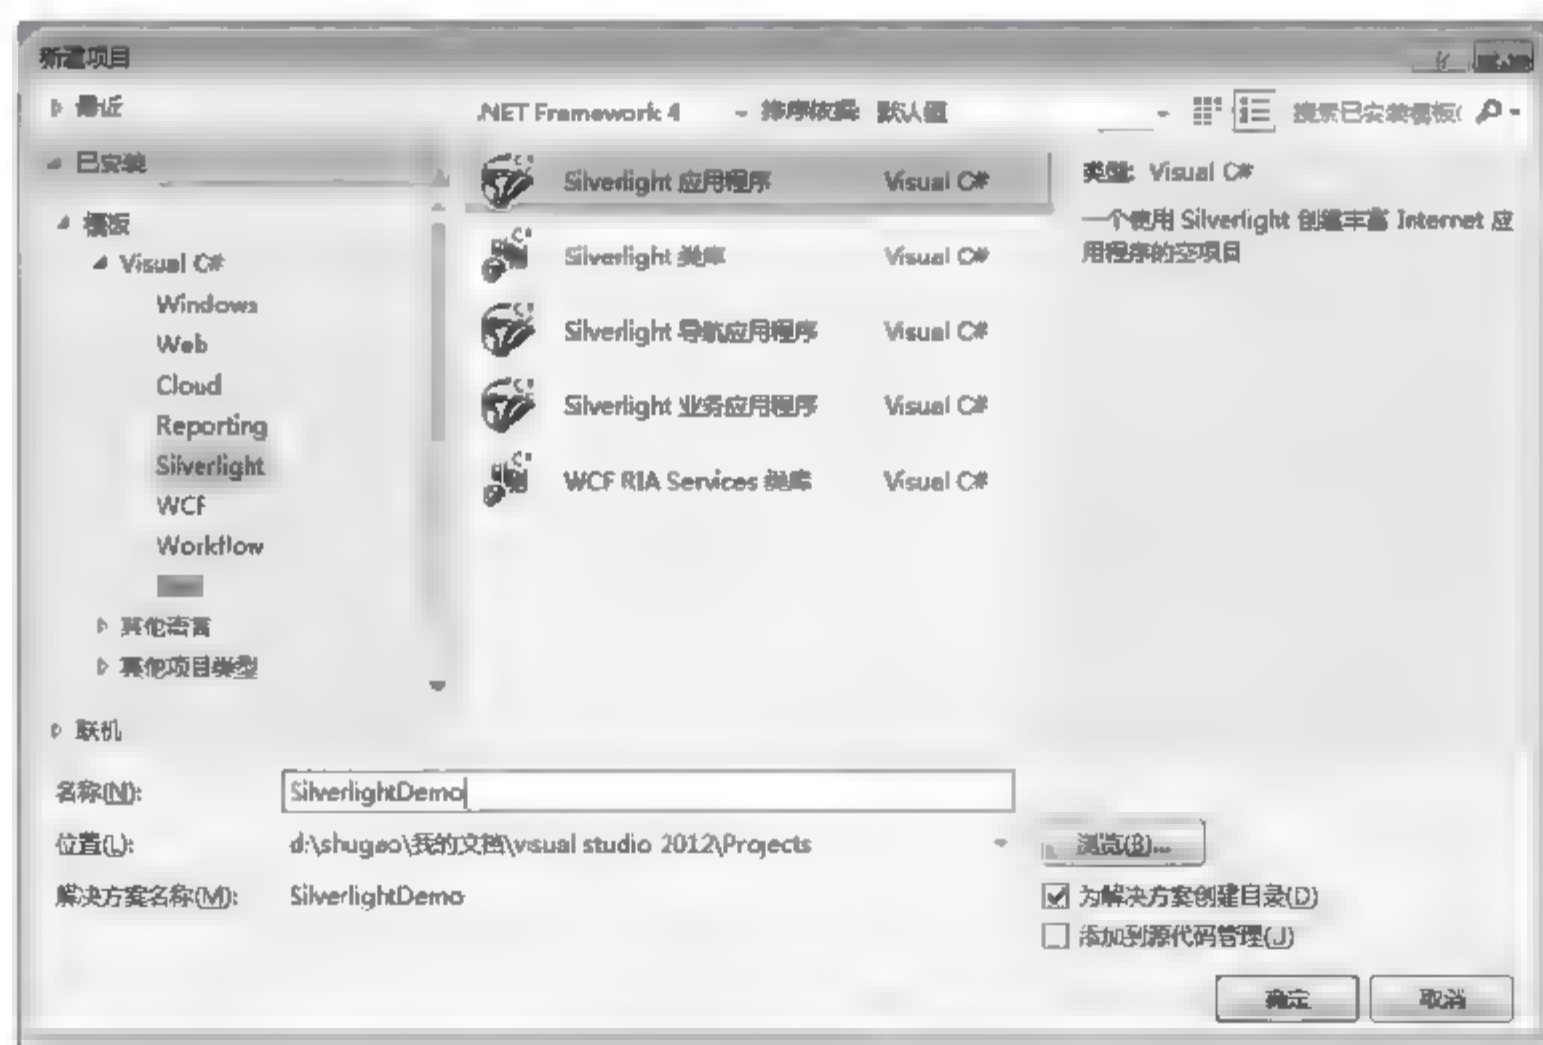 新建项目
最近
.NET Framework 4 排序依据: 默认值 搜索已安装模板(
已安装
模板
Visual C#
Windows
Web
Cloud
Reporting
Silverlight
WCF
Workflow
其他语言
其他项目类型
联机
Silverlight 应用程序 Visual C#
Silverlight 类库 Visual C#
Silverlight 导航应用程序 Visual C#
Silverlight 业务应用程序 Visual C#
WCF RIA Services 类库 Visual C#
类型: Visual C#
一个使用 Silverlight 创建丰富 Internet 应
用程序的空项目
名称(N): SilverlightDemo
位置(L): d:\shugao\我的文档\visual studio 2012\Projects 浏览(B)...
解决方案名称(M): SilverlightDemo
为解决方案创建目录(D)
添加到源代码管理(U)
确定 取消